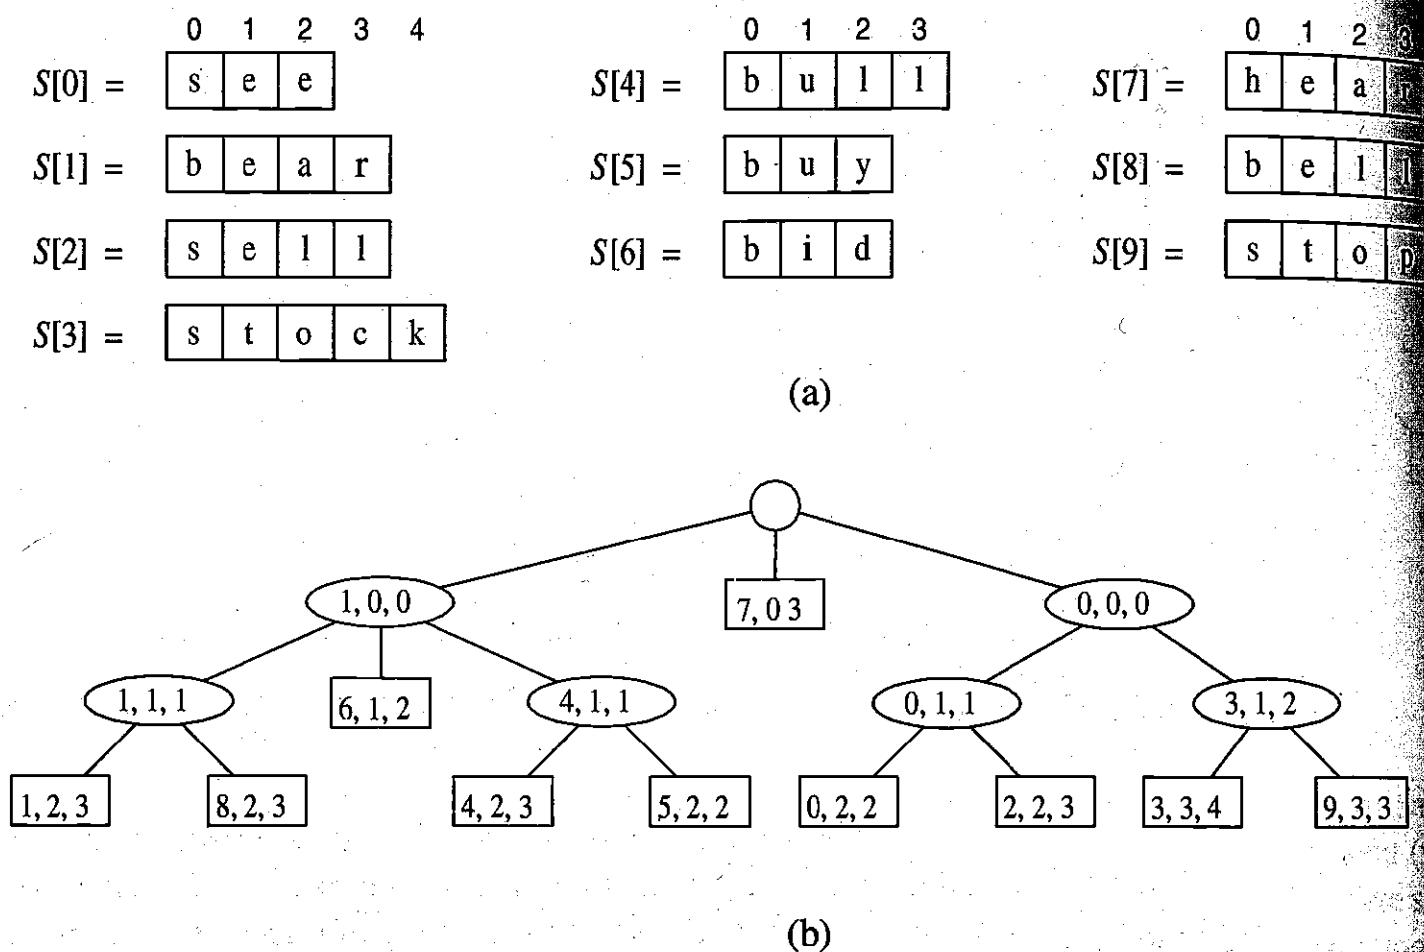 0 1 2 3 4
0 1 2 3
0 1 2 3
S[0] = s e e
S[4] = b u l l
S[7] = h e a r
S[1] = b e a r
S[5] = b u y
S[8] = b e l l
S[2] = s e l l
S[6] = b i d
S[9] = s t o p
S[3] = s t o c k
(a)
1, 0, 0
7, 0 3
0, 0, 0
1, 1, 1
6, 1, 2
4, 1, 1
0, 1, 1
3, 1, 2
1, 2, 3
8, 2, 3
4, 2, 3
5, 2, 2
0, 2, 2
2, 2, 3
3, 3, 4
9, 3, 3
(b)